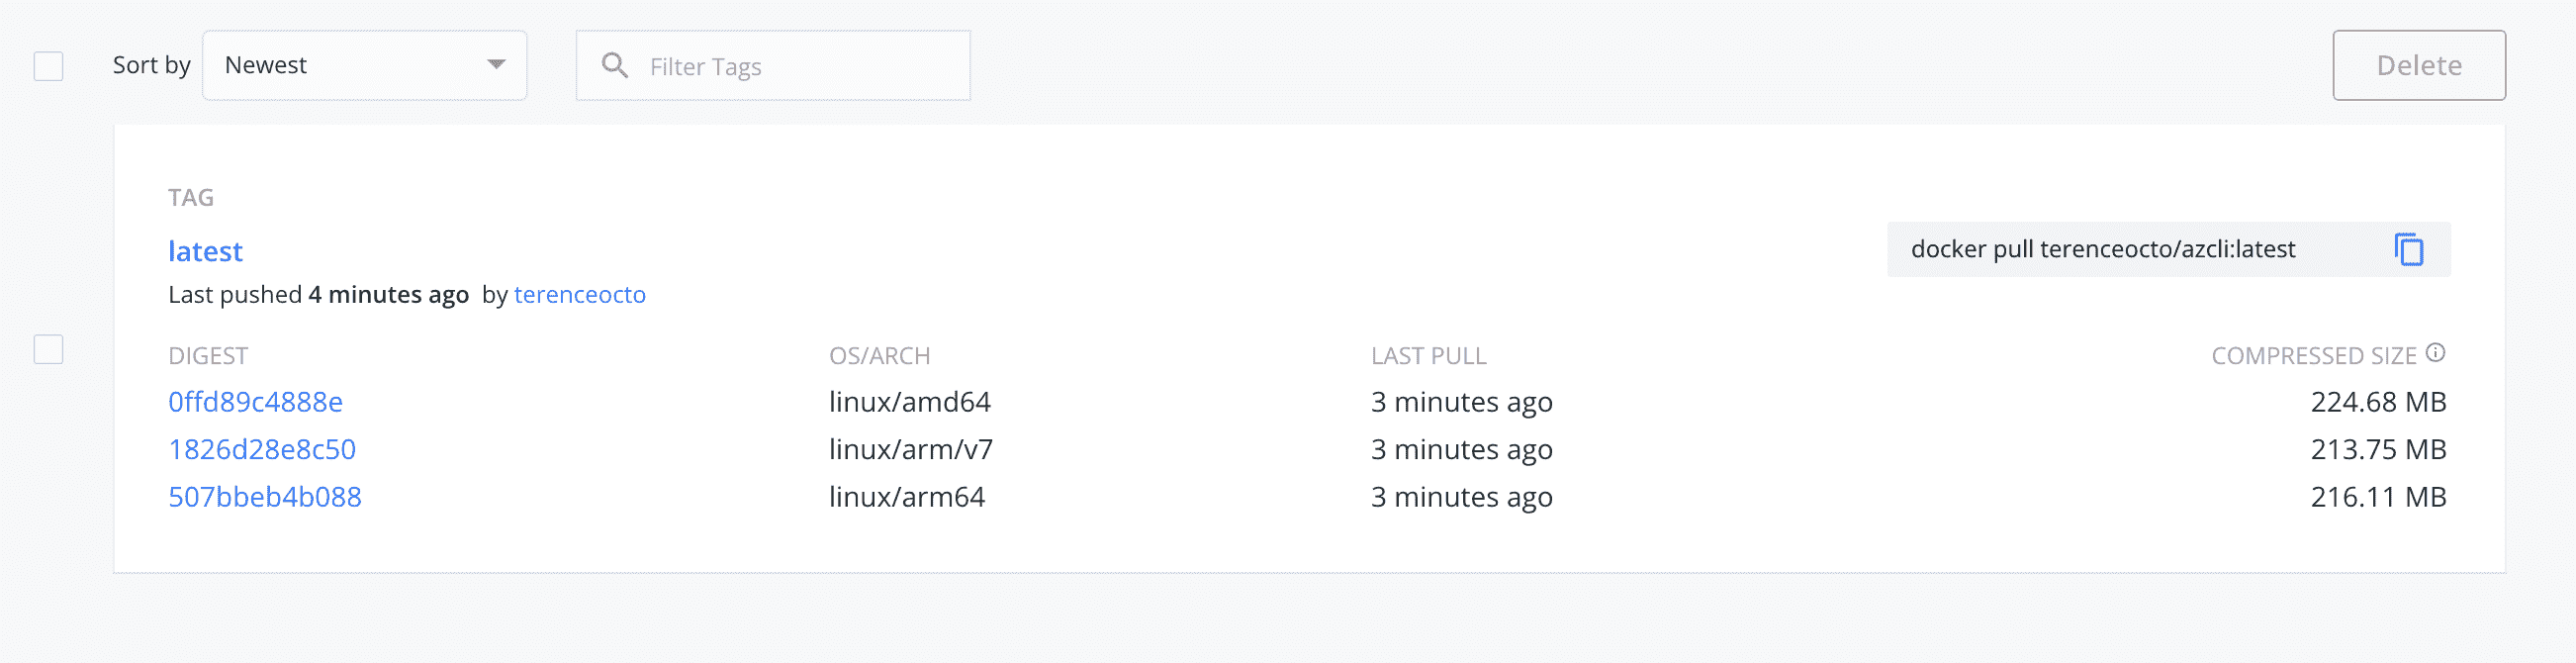 Sort by Newest Filter Tags Delete
TAG
latest
docker pull terenceocto/azcli:latest
Last pushed 4 minutes ago by terenceocto
DIGEST OS/ARCH LAST PULL COMPRESSED SIZE
0ffd89c4888e linux/amd64 3 minutes ago 224.68 MB
1826d28e8c50 linux/arm/v7 3 minutes ago 213.75 MB
507bbeb4b088 linux/arm64 3 minutes ago 216.11 MB